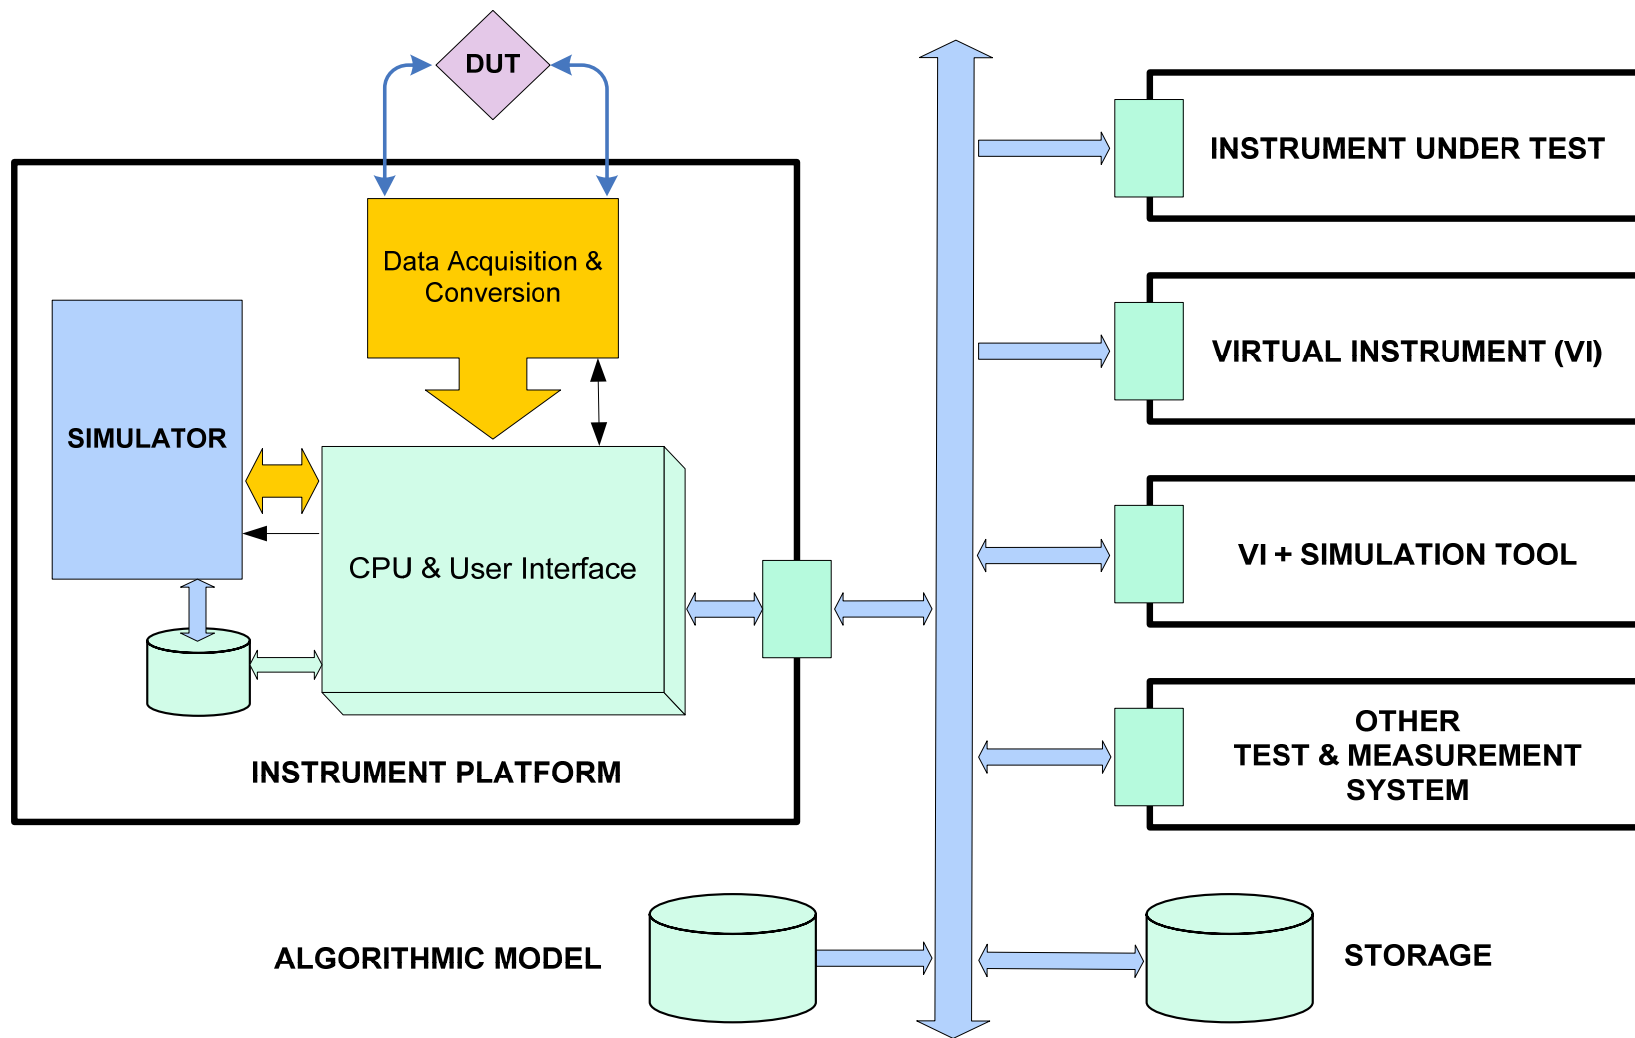 DUT
INSTRUMENT UNDER TEST
Data Acquisition &
Conversion
VIRTUAL INSTRUMENT (VI)
SIMULATOR
CPU & User Interface
VI + SIMULATION TOOL
OTHER
TEST & MEASUREMENT
SYSTEM
INSTRUMENT PLATFORM
ALGORITHMIC MODEL
STORAGE